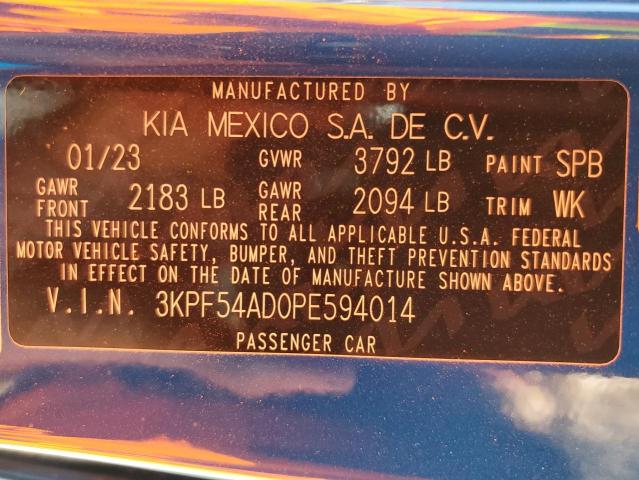 MANUFACTURED BY
KIA MEXICO S.A. DE C.V.
01/23 GVWR 3792 LB PAINT SPB
GAWR FRONT 2183 LB GAWR REAR 2094 LB TRIM WK
THIS VEHICLE CONFORMS TO ALL APPLICABLE U.S.A. FEDERAL
MOTOR VEHICLE SAFETY, BUMPER, AND THEFT PREVENTION STANDARDS
IN EFFECT ON THE DATE OF MANUFACTURE SHOWN ABOVE.
V.I.N. 3KPF54AD0PE594014
PASSENGER CAR